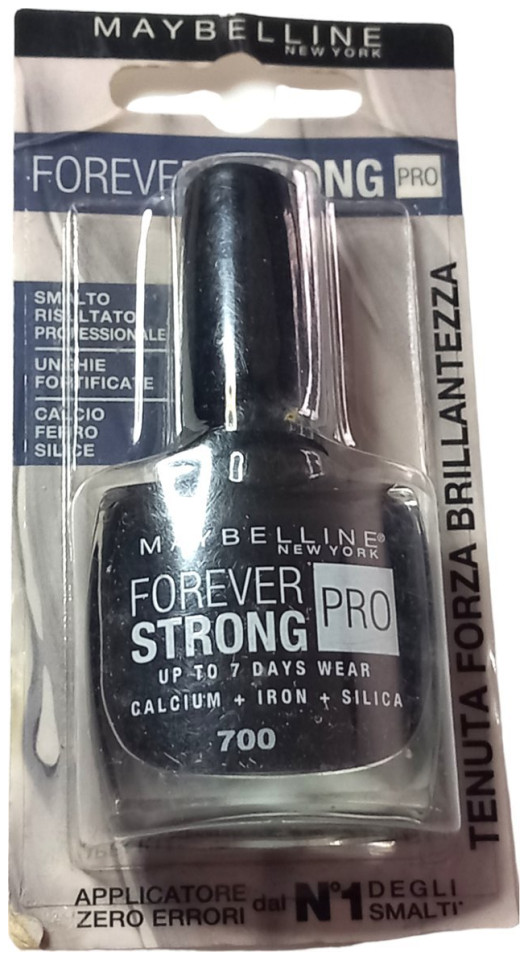 MAYBELLINE
NEW YORK
FOREVER STRONG PRO
SMALTO
RISULTATO
PROFESSIONALE
UNGHIE
FORTIFICATE
CALCIO
FERRO
SILICE
MAYBELLINE®
NEW YORK
FOREVER
STRONG PRO
UP TO 7 DAYS WEAR
CALCIUM + IRON + SILICA
700
TENUTA FORZA BRILLANTEZZA
APPLICATORE
ZERO ERRORI
dal N°1 DEGLI
SMALTI*